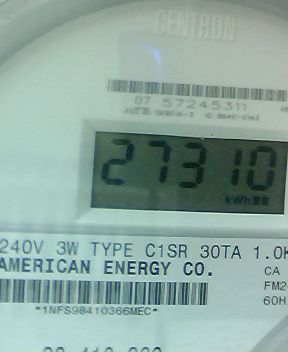 CENTRON®
07 57245311
27310
kWh
240V 3W TYPE C1SR 30TA 1.0K
AMERICAN ENERGY CO.
CA
FM2
60H
*1NFS98410366MEC*